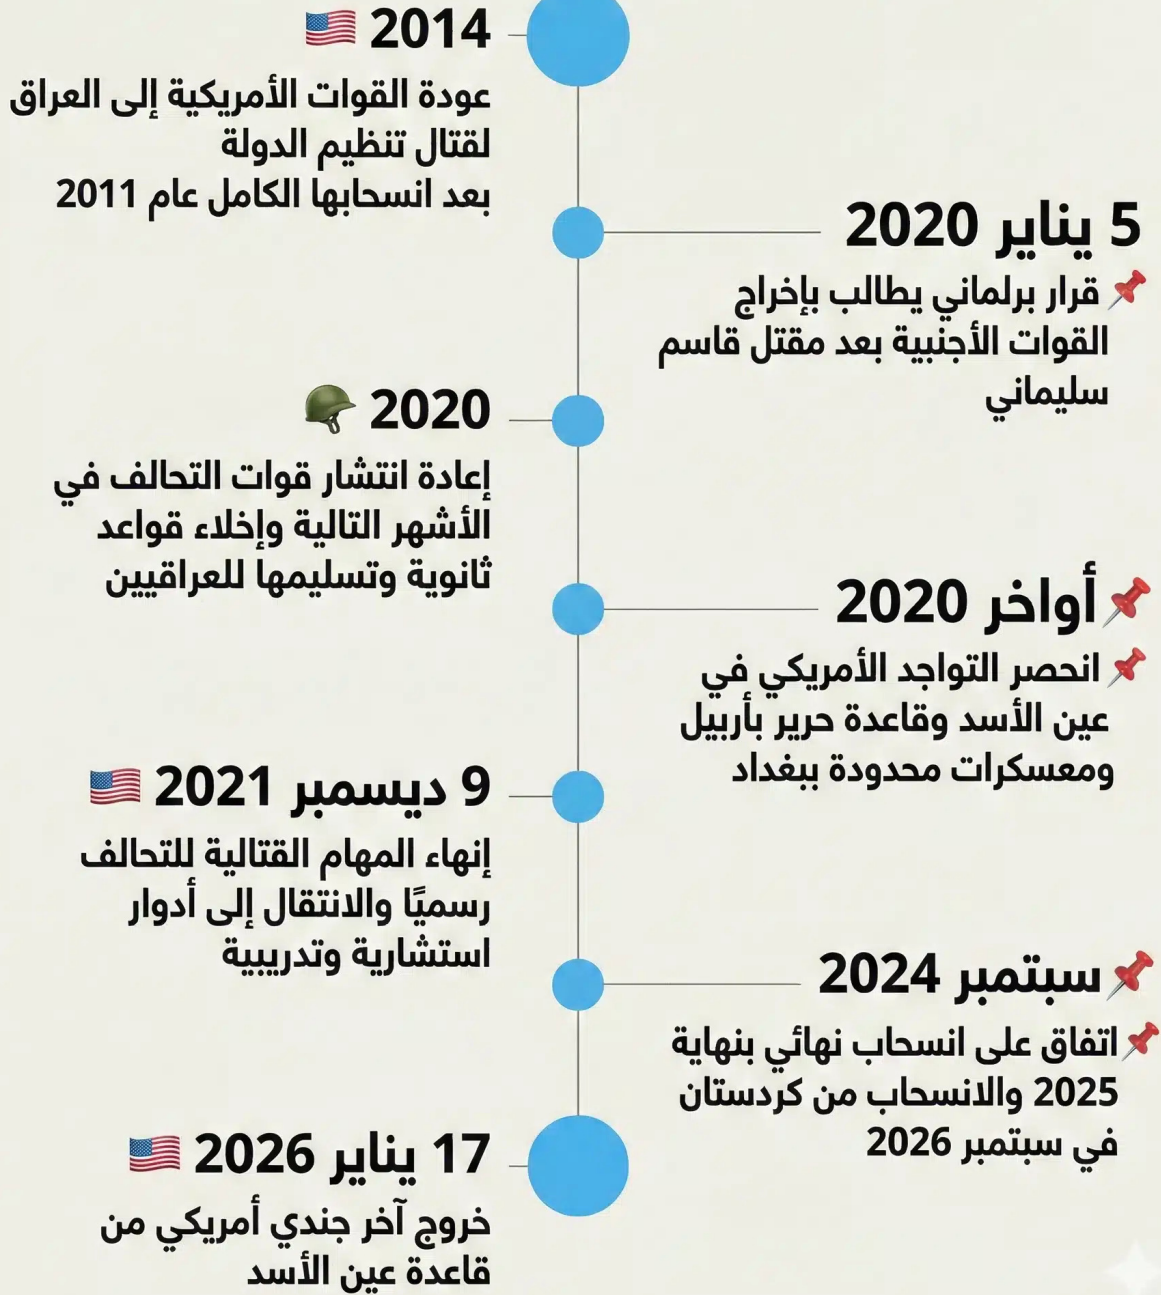 2014 🇺🇸
عودة القوات الأمريكية إلى العراق
لقتال تنظيم الدولة
بعد انسحابها الكامل عام 2011
5 يناير 2020
📌 قرار برلماني يطالب بإخراج
القوات الأجنبية بعد مقتل قاسم
سليماني
2020 🪖
إعادة انتشار قوات التحالف في
الأشهر التالية وإخلاء قواعد
ثانوية وتسليمها للعراقيين
📌 أواخر 2020
📌 انحصر التواجد الأمريكي في
عين الأسد وقاعدة حرير بأربيل
ومعسكرات محدودة ببغداد
9 ديسمبر 2021 🇺🇸
إنهاء المهام القتالية للتحالف
رسميًا والانتقال إلى أدوار
استشارية وتدريبية
📌 سبتمبر 2024
📌 اتفاق على انسحاب نهائي بنهاية
2025 والانسحاب من كردستان
في سبتمبر 2026
17 يناير 2026 🇺🇸
خروج آخر جندي أمريكي من
قاعدة عين الأسد